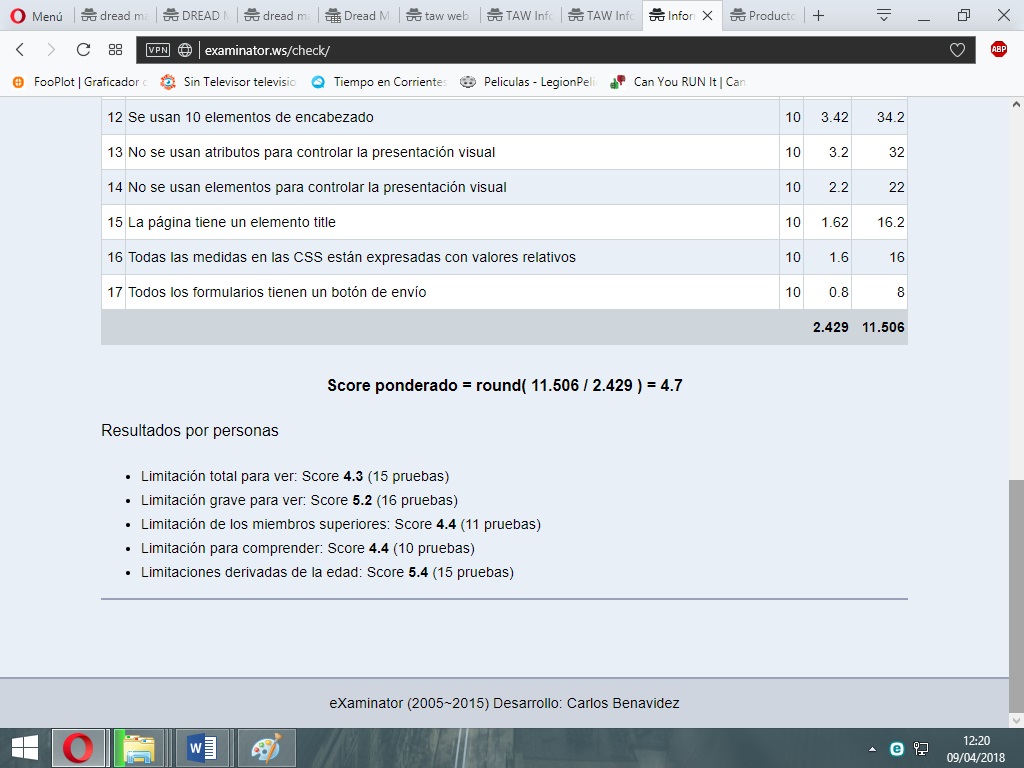 Menú dread ma DREAD M dread ma Dread M taw web TAW Info TAW Info Inform Producto
VPN examinator.ws/check/ ABP
FooPlot | Graficador Sin Televisor televisio Tiempo en Corrientes Peliculas - LegionPeli Can You RUN It | Can
12 Se usan 10 elementos de encabezado 10 3.42 34.2
13 No se usan atributos para controlar la presentación visual 10 3.2 32
14 No se usan elementos para controlar la presentación visual 10 2.2 22
15 La página tiene un elemento title 10 1.62 16.2
16 Todas las medidas en las CSS están expresadas con valores relativos 10 1.6 16
17 Todos los formularios tienen un botón de envío 10 0.8 8
2.429 11.506
Score ponderado = round( 11.506 / 2.429 ) = 4.7
Resultados por personas
• Limitación total para ver: Score 4.3 (15 pruebas)
• Limitación grave para ver: Score 5.2 (16 pruebas)
• Limitación de los miembros superiores: Score 4.4 (11 pruebas)
• Limitación para comprender: Score 4.4 (10 pruebas)
• Limitaciones derivadas de la edad: Score 5.4 (15 pruebas)
eXaminator (2005~2015) Desarrollo: Carlos Benavidez
12:20
09/04/2018